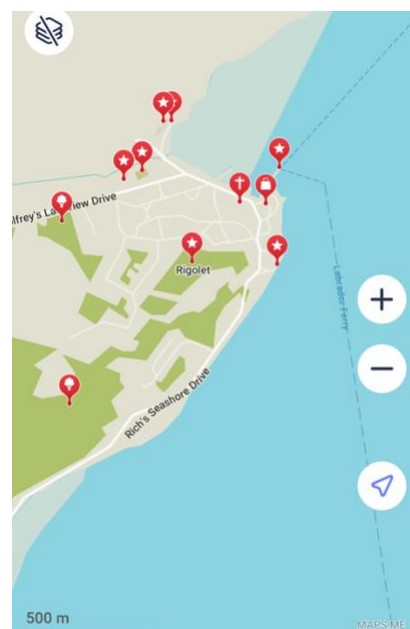 lfrey's Lakeview Drive
Rigolet
Labrador Ferry
Rich's Seashore Drive
500 m
MAPS.ME